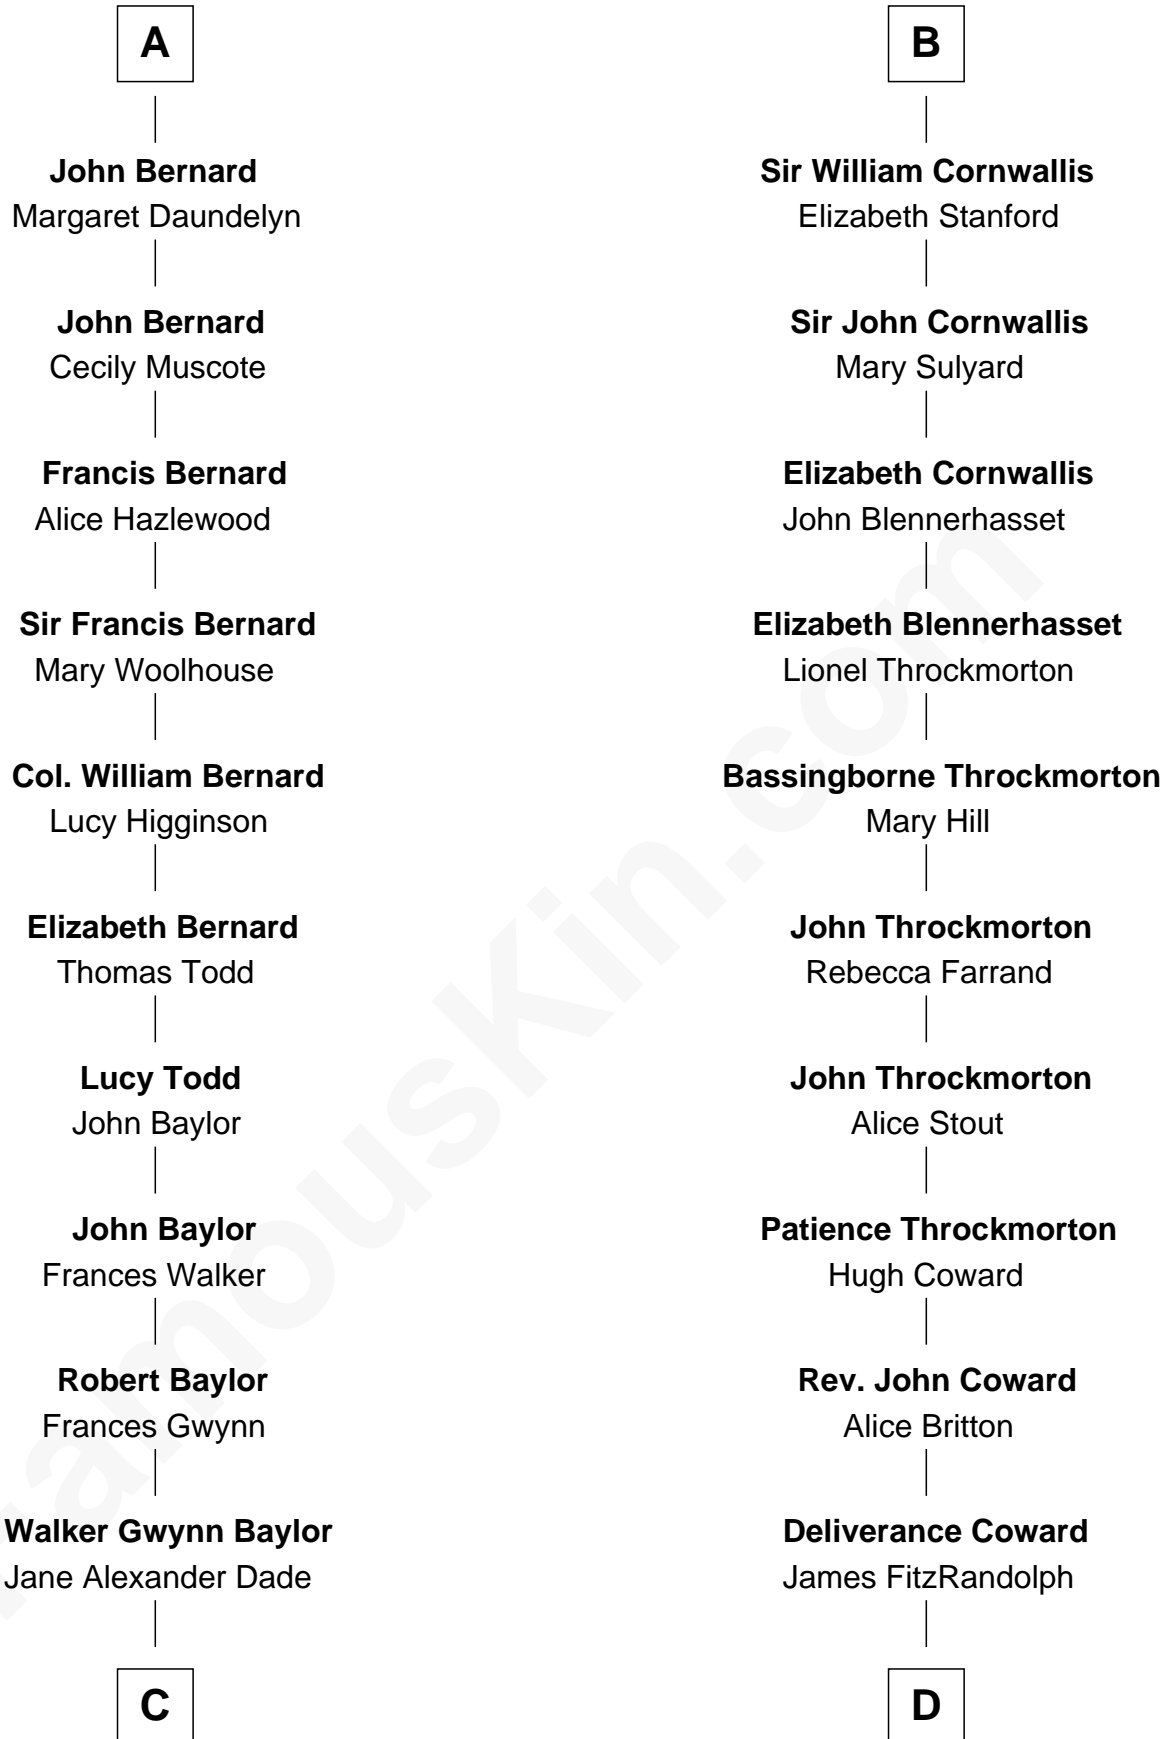 A
John Bernard
Margaret Daundelyn
John Bernard
Cecily Muscote
Francis Bernard
Alice Hazlewood
Sir Francis Bernard
Mary Woolhouse
Col. William Bernard
Lucy Higginson
Elizabeth Bernard
Thomas Todd
Lucy Todd
John Baylor
John Baylor
Frances Walker
Robert Baylor
Frances Gwynn
Walker Gwynn Baylor
Jane Alexander Dade
C
B
Sir William Cornwallis
Elizabeth Stanford
Sir John Cornwallis
Mary Sulyard
Elizabeth Cornwallis
John Blennerhasset
Elizabeth Blennerhasset
Lionel Throckmorton
Bassingborne Throckmorton
Mary Hill
John Throckmorton
Rebecca Farrand
John Throckmorton
Alice Stout
Patience Throckmorton
Hugh Coward
Rev. John Coward
Alice Britton
Deliverance Coward
James FitzRandolph
D
FamousKin.com